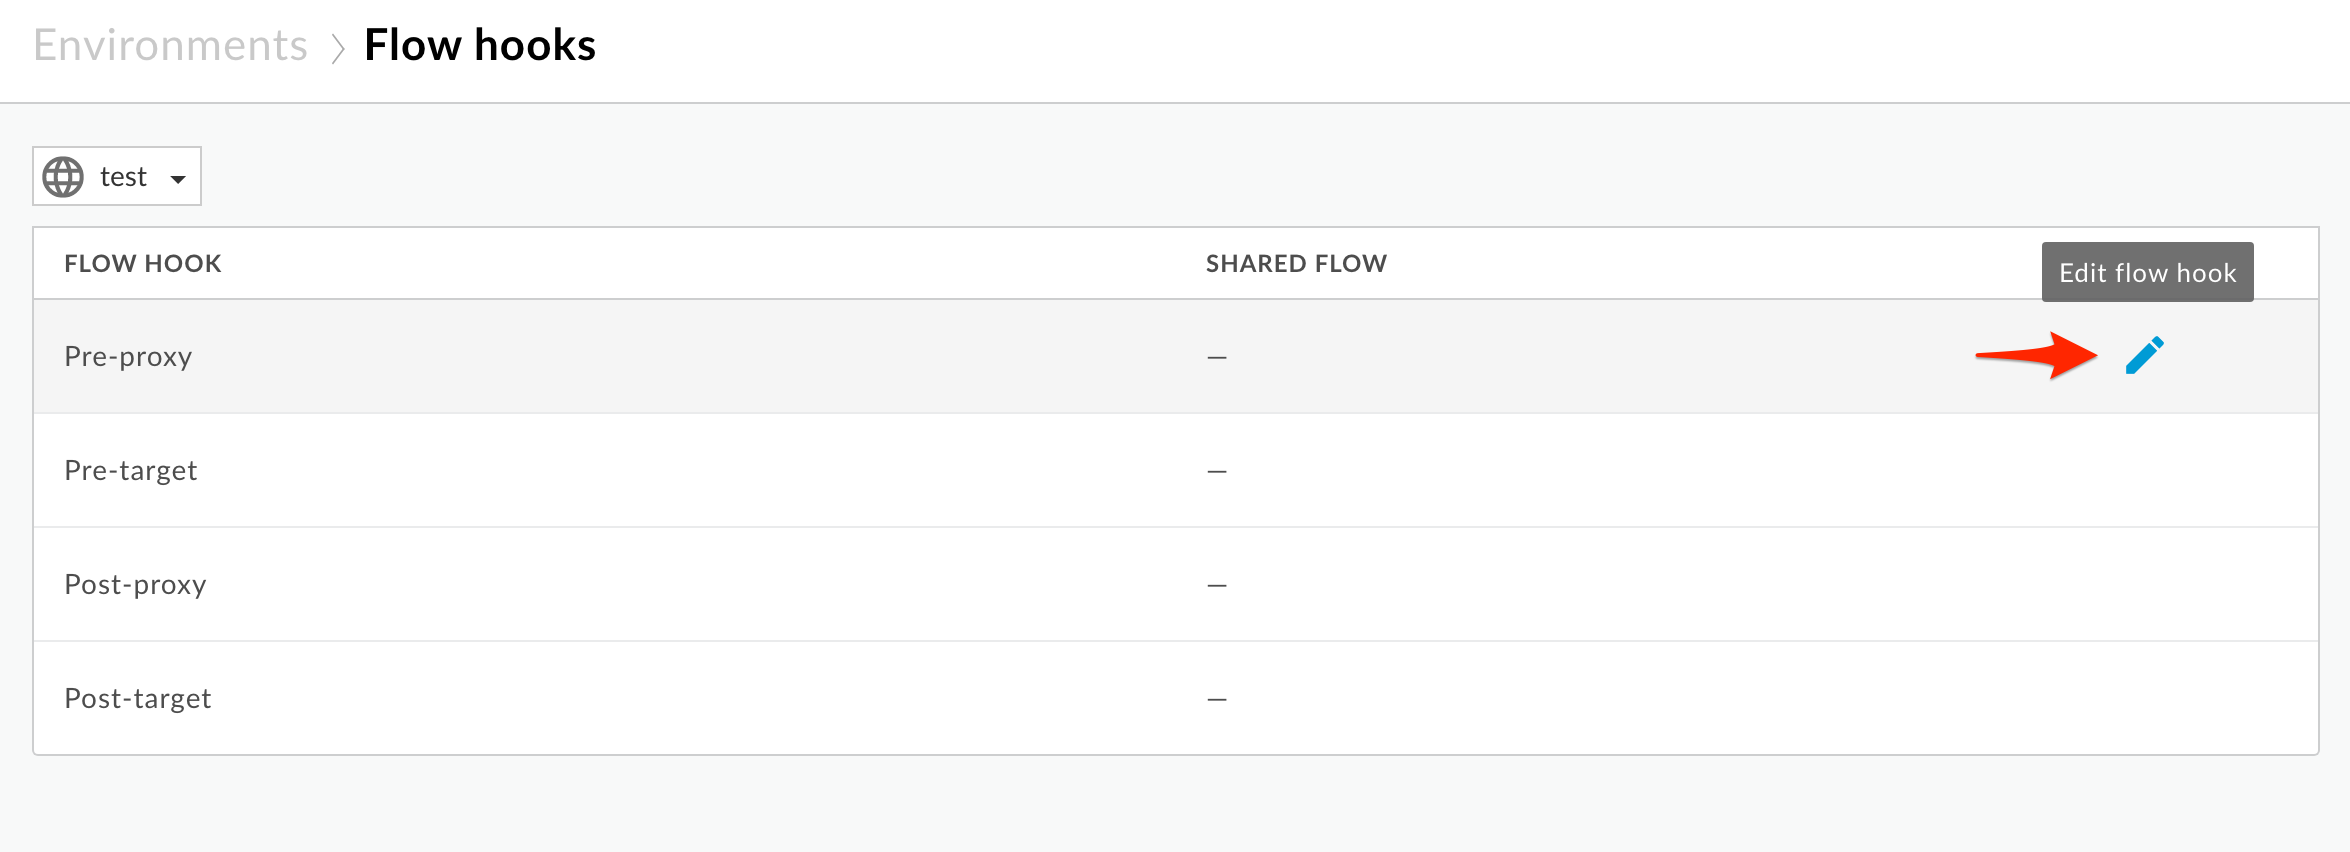 Environments > Flow hooks
test
FLOW HOOK SHARED FLOW
Edit flow hook
Pre-proxy —
Pre-target —
Post-proxy —
Post-target —